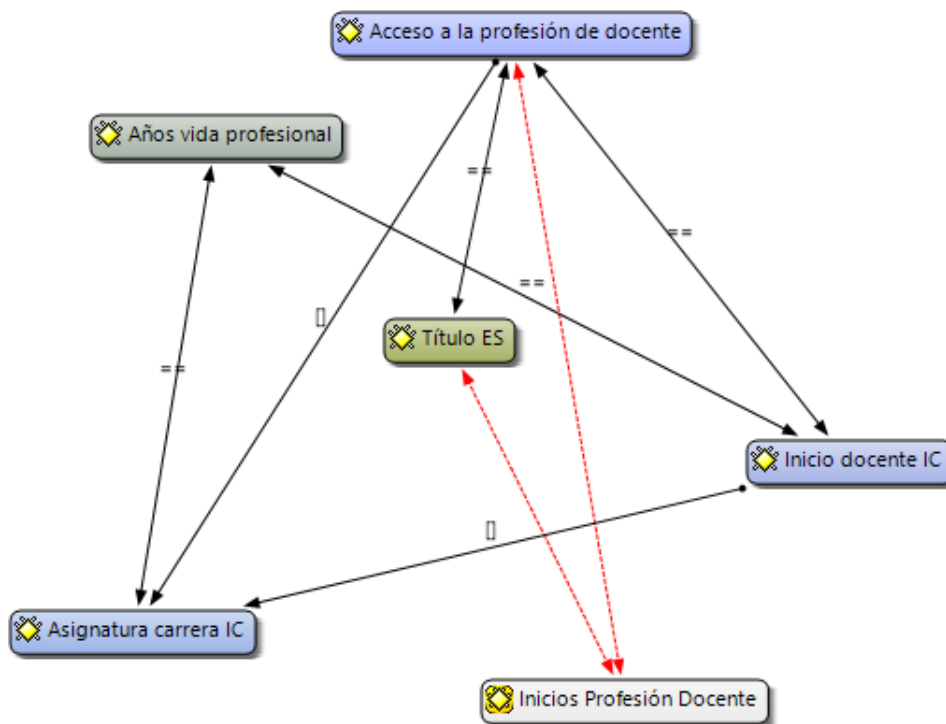 Acceso a la profesión de docente
Años vida profesional
==
==
==
[]
Título ES
==
Inicio docente IC
[]
Asignatura carrera IC
Inicios Profesión Docente